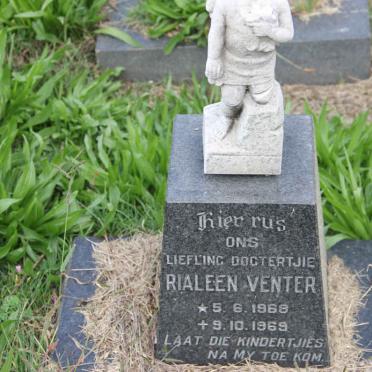 Hier rus'
ONS
LIEFLING DOGTERTJIE
RIALEEN VENTER
★ 5.6.1969
✢ 9.10.1969
LAAT DIE KINDERTJIES
NA MY TOE KOM.